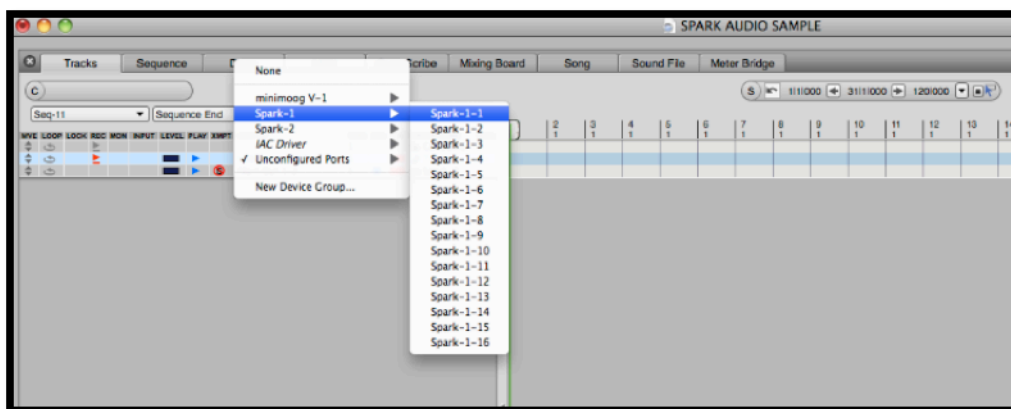 SPARK AUDIO SAMPLE
Tracks Sequence Scribe Mixing Board Song Sound File Meter Bridge
C
S 1|1|000 31|1|000 120|000
Seq-11 Sequence End
MVE LOOP LOCK REC MON INPUT LEVEL PLAY XMPT
2 3 4 5 6 7 8 9 10 11 12 13
1 1 1 1 1 1 1 1 1 1 1 1
None
minimoog V-1
Spark-1
Spark-2
IAC Driver
✓ Unconfigured Ports
New Device Group...
Spark-1-1
Spark-1-2
Spark-1-3
Spark-1-4
Spark-1-5
Spark-1-6
Spark-1-7
Spark-1-8
Spark-1-9
Spark-1-10
Spark-1-11
Spark-1-12
Spark-1-13
Spark-1-14
Spark-1-15
Spark-1-16